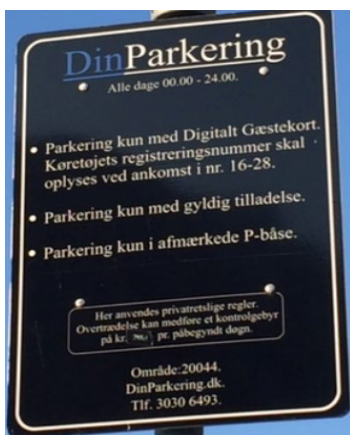 DinParkering
Alle dage 00.00 - 24.00.
• Parkering kun med Digitalt Gæstekort.
Køretøjets registreringsnummer skal
oplyses ved ankomst i nr. 16-28.
• Parkering kun med gyldig tilladelse.
• Parkering kun i afmærkede P-båse.
Her anvendes privatretslige regler.
Overtrædelse kan medføre et kontrolgebyr
på kr. pr. påbegyndt døgn.
Område:20044.
DinParkering.dk.
Tlf. 3030 6493.